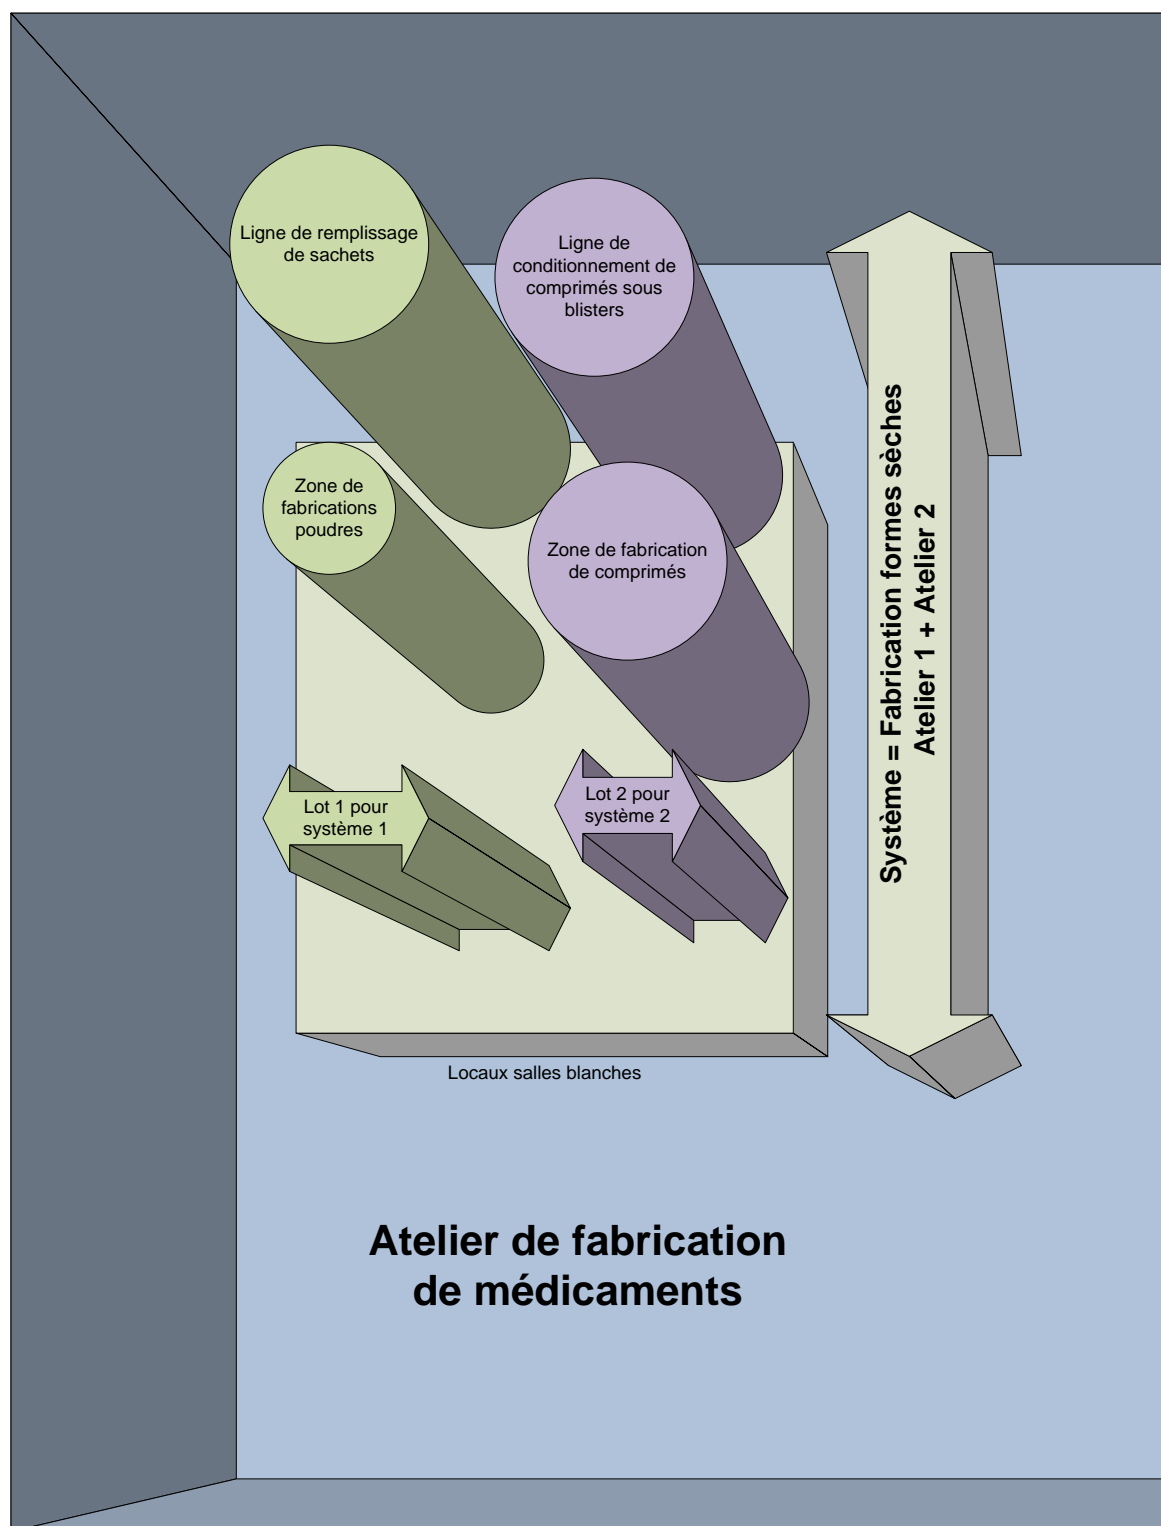 Ligne de remplissage
de sachets
Ligne de
conditionnement de
comprimés sous
blisters
Zone de
fabrications
poudres
Zone de fabrication
de comprimés
Lot 1 pour
système 1
Lot 2 pour
système 2
Système = Fabrication formes sèches
Atelier 1 + Atelier 2
Locaux salles blanches
Atelier de fabrication
de médicaments